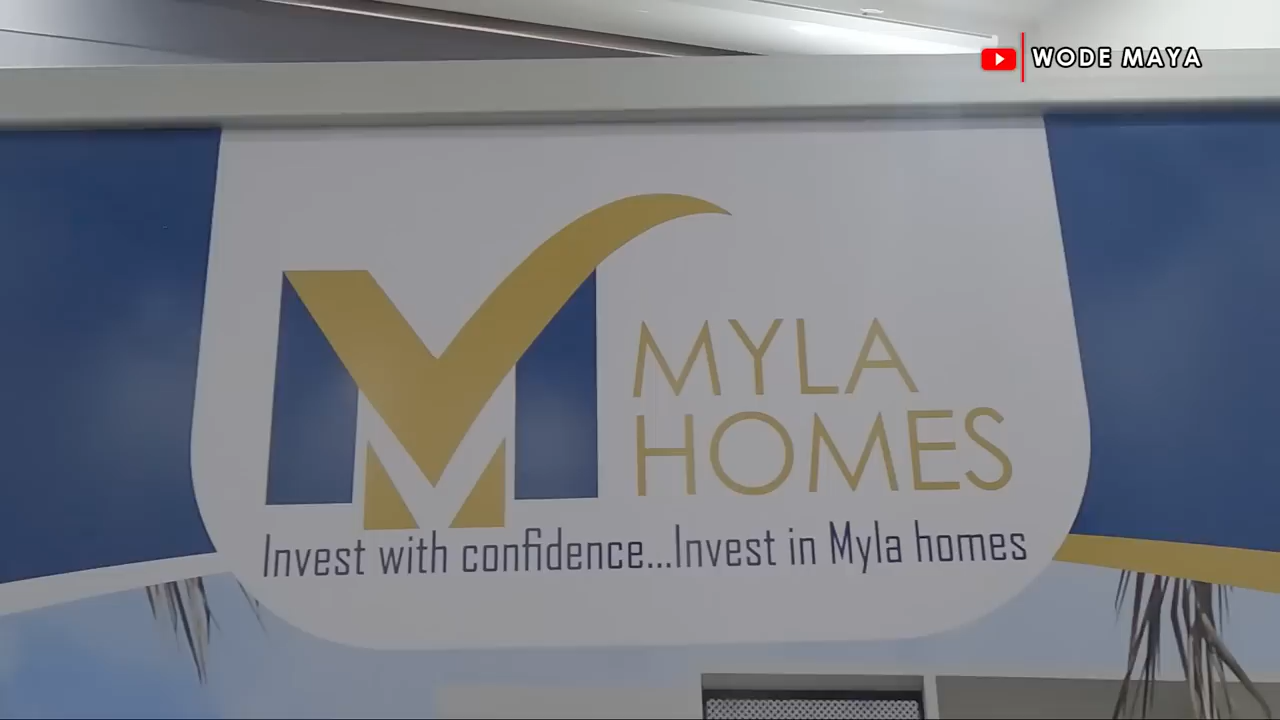 WODE MAYA
MYLA
HOMES
Invest with confidence...Invest in Myla homes